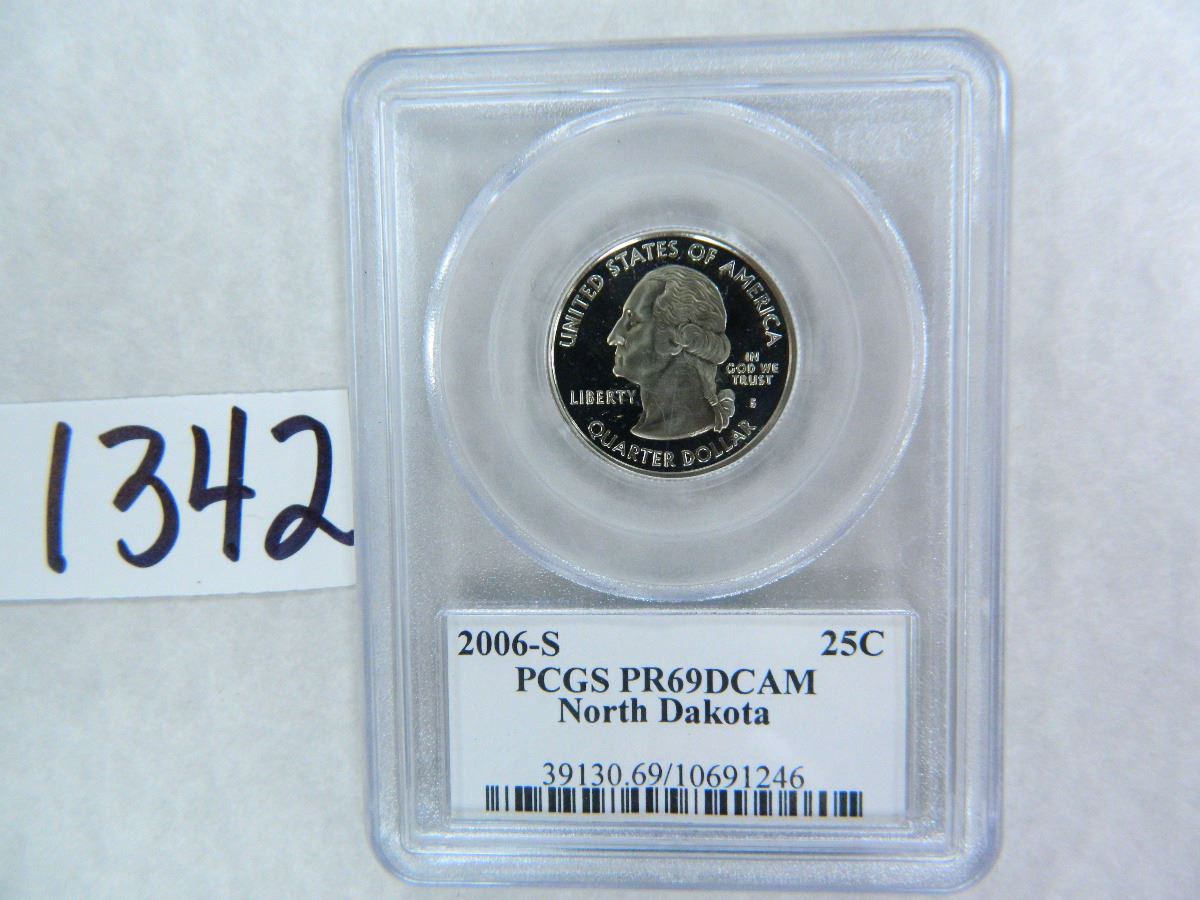 1342
UNITED STATES OF AMERICA
IN
GOD WE
TRUST
LIBERTY
S
QUARTER DOLLAR
2006-S 25C
PCGS PR69DCAM
North Dakota
39130.69/10691246